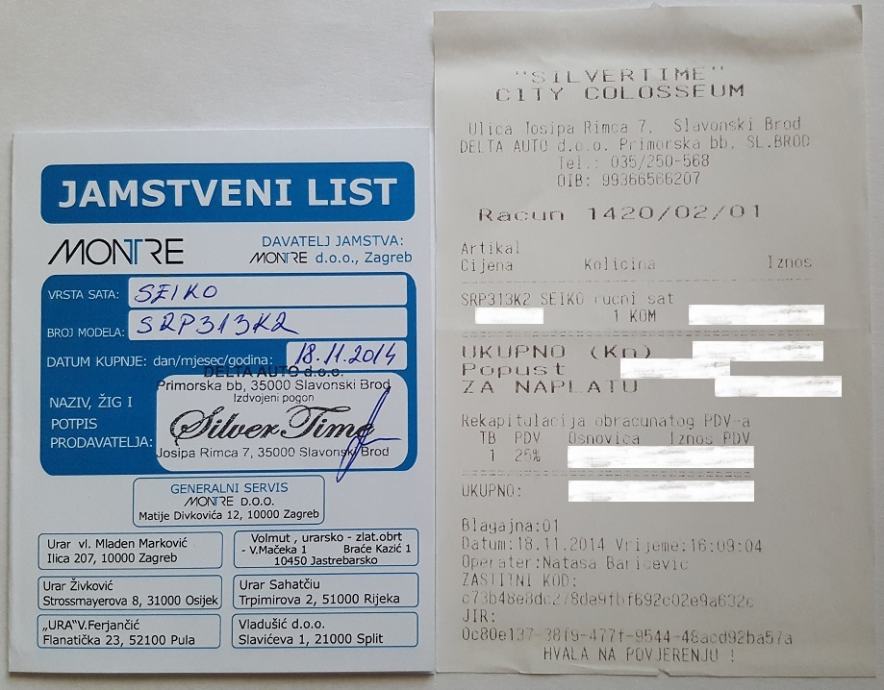 JAMSTVENI LIST
MONTRE
DAVATELJ JAMSTVA:
MONTRE d.o.o., Zagreb
VRSTA SATA: SEIKO
BROJ MODELA: SRP313K2
DATUM KUPNJE: dan/mjesec/godina: 18.11.2014
NAZIV, ŽIG I
POTPIS
PRODAVATELJA:
DELTA AUTO d.o.o.
Primorska bb, 35000 Slavonski Brod
Izdvojeni pogon
Silver Time
Josipa Rimca 7, 35000 Slavonski Brod
GENERALNI SERVIS
MONTRE D.O.O.
Matije Divkovića 12, 10000 Zagreb
Urar vl. Mladen Marković
Ilica 207, 10000 Zagreb
Volmut , urarsko - zlat.obrt
- V.Mačeka 1 Braće Kazić 1
10450 Jastrebarsko
Urar Živković
Strossmayerova 8, 31000 Osijek
Urar Sahatčiu
Trpimirova 2, 51000 Rijeka
„URA"V.Ferjančić
Flanatička 23, 52100 Pula
Vladušić d.o.o.
Slavićeva 1, 21000 Split
"SILVERTIME"
CITY COLOSSEUM
Ulica Josipa Rimca 7, Slavonski Brod
DELTA AUTO d.o.o. Primorska bb, SL.BROD
Tel.: 035/250-568
OIB: 99366566207
Racun 1420/02/01
Artikal
Cijena Kolicina Iznos
SRP313K2 SEIKO rucni sat
1 KOM
UKUPNO (Kn)
Popust
ZA NAPLATU
Rekapitulacija obracunatog PDV-a
TB PDV Osnovica Iznos PDV
1 25%
UKUPNO:
Blagajna:01
Datum:18.11.2014 Vrijeme:16:09:04
Operater:Natasa Baricevic
ZASTITNI KOD:
c73b48e8dc278de9fbf692c02e9a632c
JIR:
0c80e137-38f9-477f-9544-48acd92ba57a
HVALA NA POVJERENJU !